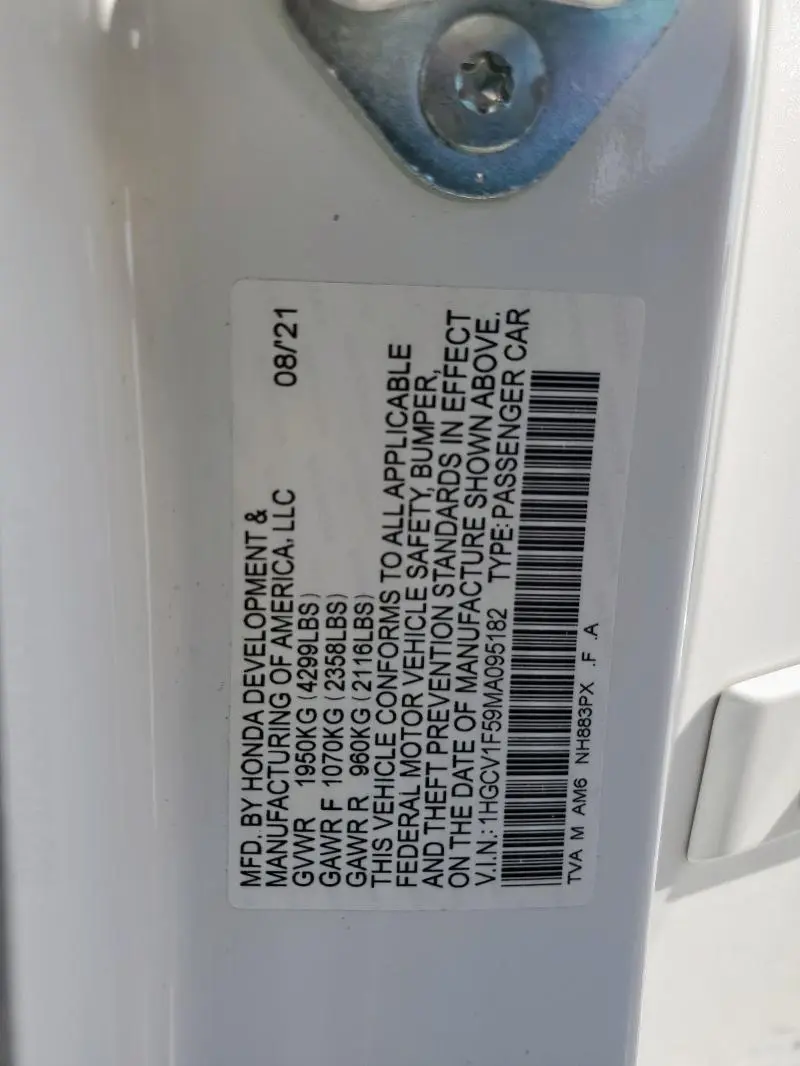 MFD. BY HONDA DEVELOPMENT &
MANUFACTURING OF AMERICA, LLC 08/'21
GVWR 1950KG (4299LBS)
GAWR F 1070KG (2358LBS)
GAWR R 960KG (2116LBS)
THIS VEHICLE CONFORMS TO ALL APPLICABLE
FEDERAL MOTOR VEHICLE SAFETY, BUMPER,
AND THEFT PREVENTION STANDARDS IN EFFECT
ON THE DATE OF MANUFACTURE SHOWN ABOVE.
V.I.N.: 1HGCV1F59MA095182 TYPE: PASSENGER CAR
TVA M AM6 NH883PX .F .A